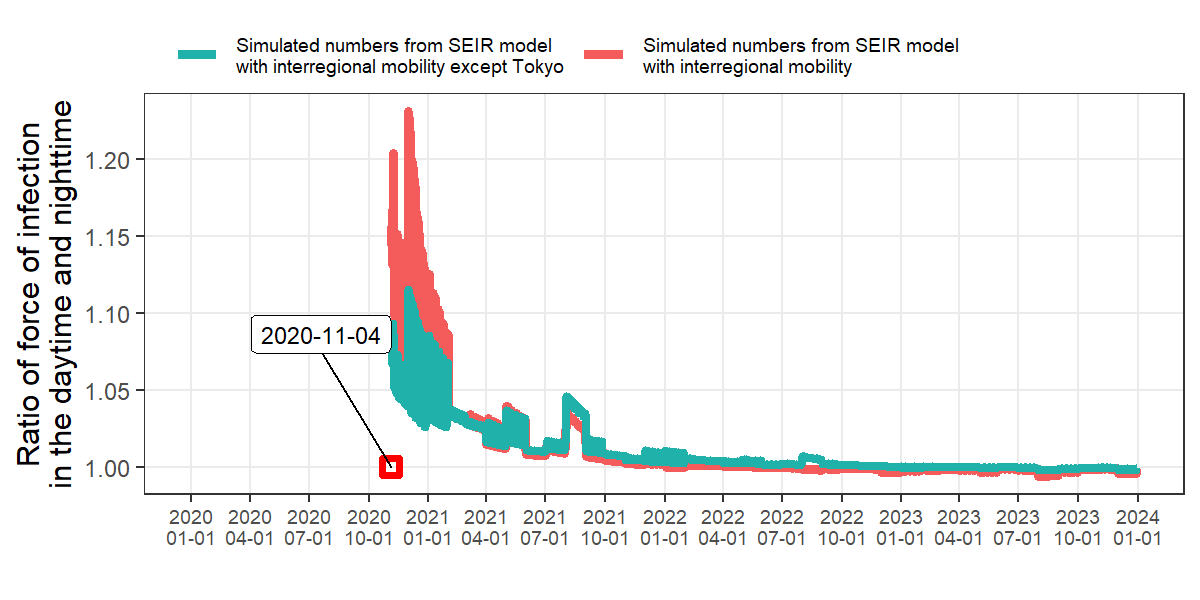 Simulated numbers from SEIR model
with interregional mobility except Tokyo
Simulated numbers from SEIR model
with interregional mobility
Ratio of force of infection
in the daytime and nighttime
1.20
1.15
1.10
1.05
1.00
2020-11-04
2020 2020 2020 2020 2021 2021 2021 2021 2022 2022 2022 2022 2023 2023 2023 2023 2024
01-01 04-01 07-01 10-01 01-01 04-01 07-01 10-01 01-01 04-01 07-01 10-01 01-01 04-01 07-01 10-01 01-01